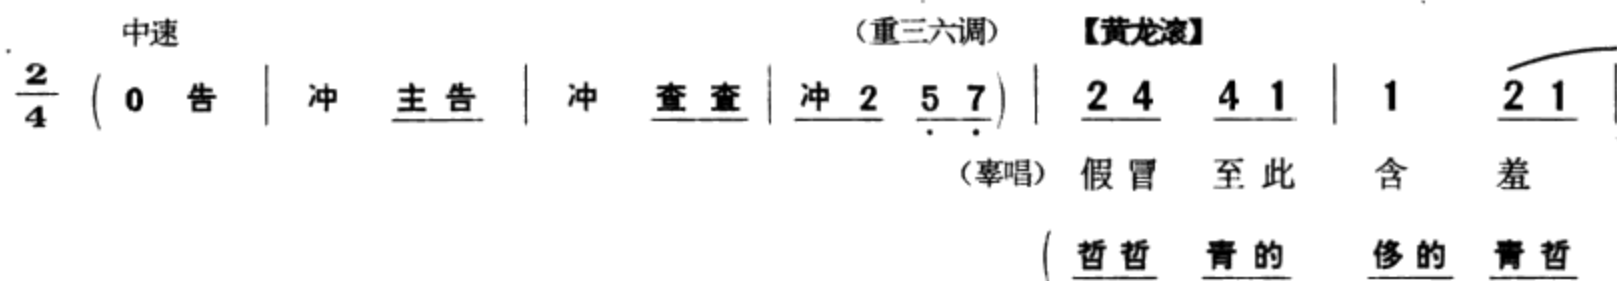 中速 （重三六调） 【黄龙滚】
2/4 ( 0 告 | 冲 主 告 | 冲 查 查 | 冲 2 5 7 ) | 2 4 4 1 | 1 2 1 |
（辜唱） 假 冒 至 此 含 羞
( 哲 哲 青 的 侈 的 青 哲